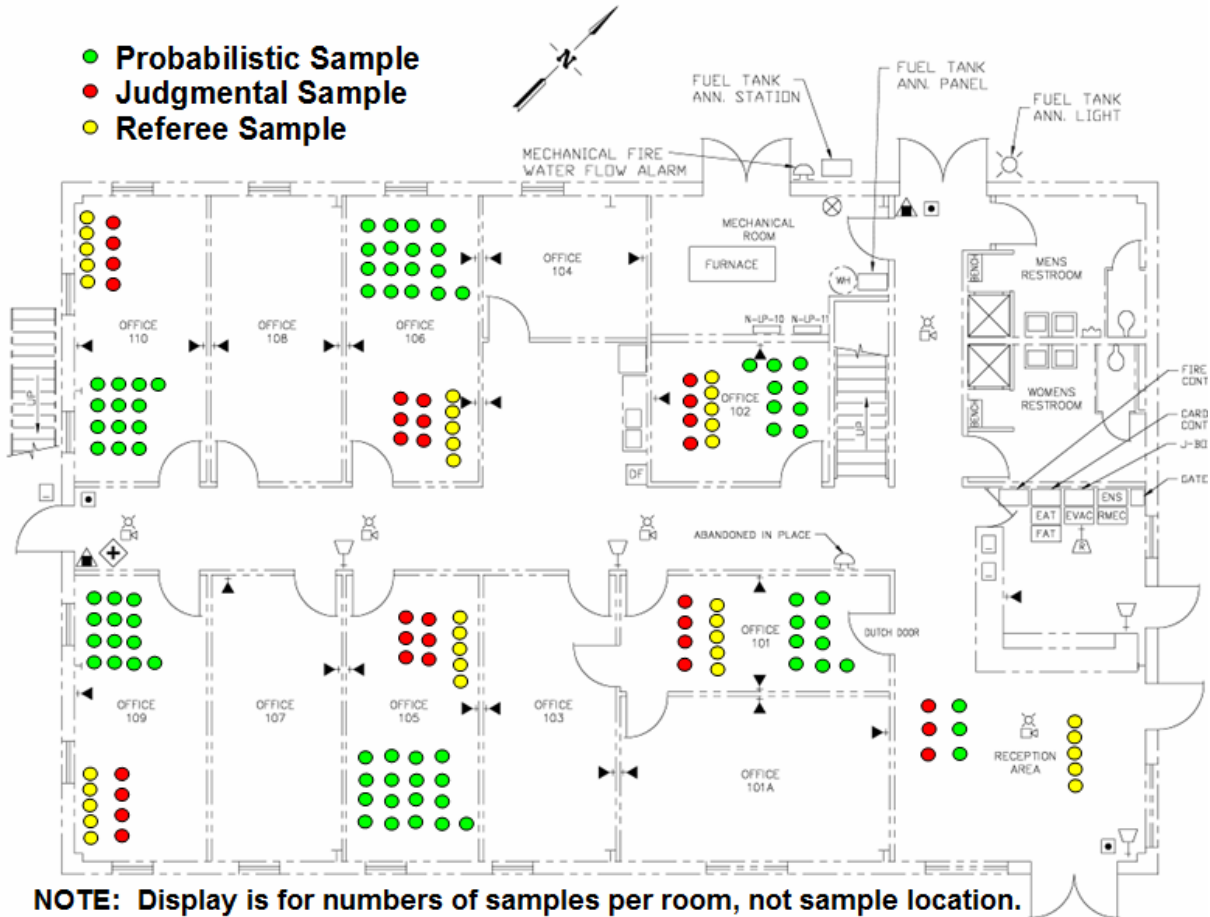 Probabilistic Sample
Judgmental Sample
Referee Sample
N
FUEL TANK
ANN. STATION
FUEL TANK
ANN. PANEL
FUEL TANK
ANN. LIGHT
MECHANICAL FIRE
WATER FLOW ALARM
MECHANICAL
ROOM
FURNACE
WH
N-LP-10
N-LP-11
OFFICE
104
OFFICE
110
OFFICE
108
OFFICE
106
OFFICE
102
BENCH
MENS
RESTROOM
BENCH
WOMENS
RESTROOM
UP
UP
DF
FIRE
CONT
CARD
CONT
J-BO
GATE
EAT
EVAC
ENS
RMEC
FAT
R
ABANDONED IN PLACE
DUTCH DOOR
OFFICE
101
OFFICE
109
OFFICE
107
OFFICE
105
OFFICE
103
OFFICE
101A
RECEPTION
AREA
NOTE: Display is for numbers of samples per room, not sample location.